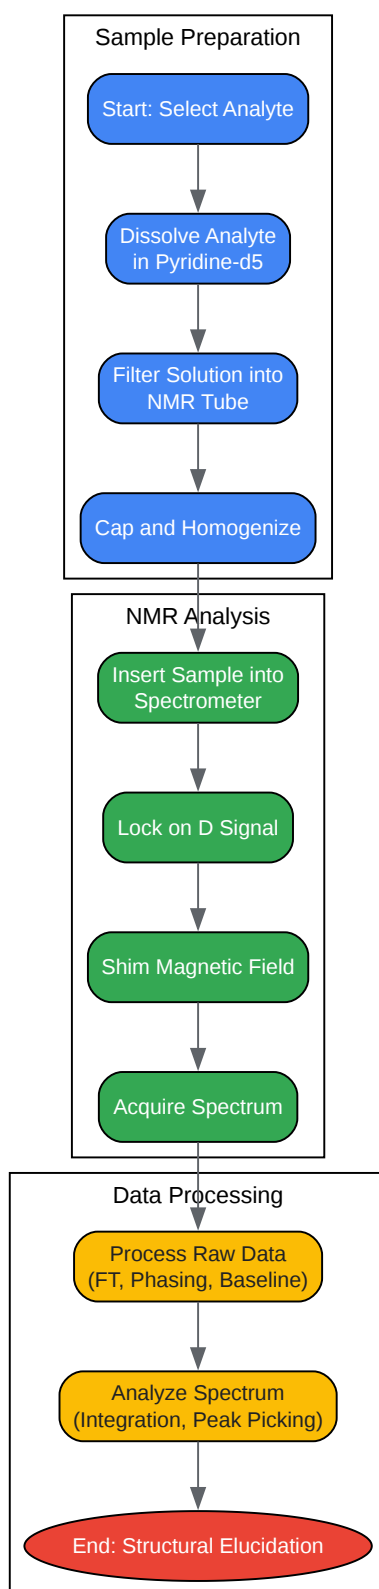 Sample Preparation
Start: Select Analyte
Dissolve Analyte
in Pyridine-d5
Filter Solution into
NMR Tube
Cap and Homogenize
NMR Analysis
Insert Sample into
Spectrometer
Lock on D Signal
Shim Magnetic Field
Acquire Spectrum
Data Processing
Process Raw Data
(FT, Phasing, Baseline)
Analyze Spectrum
(Integration, Peak Picking)
End: Structural Elucidation